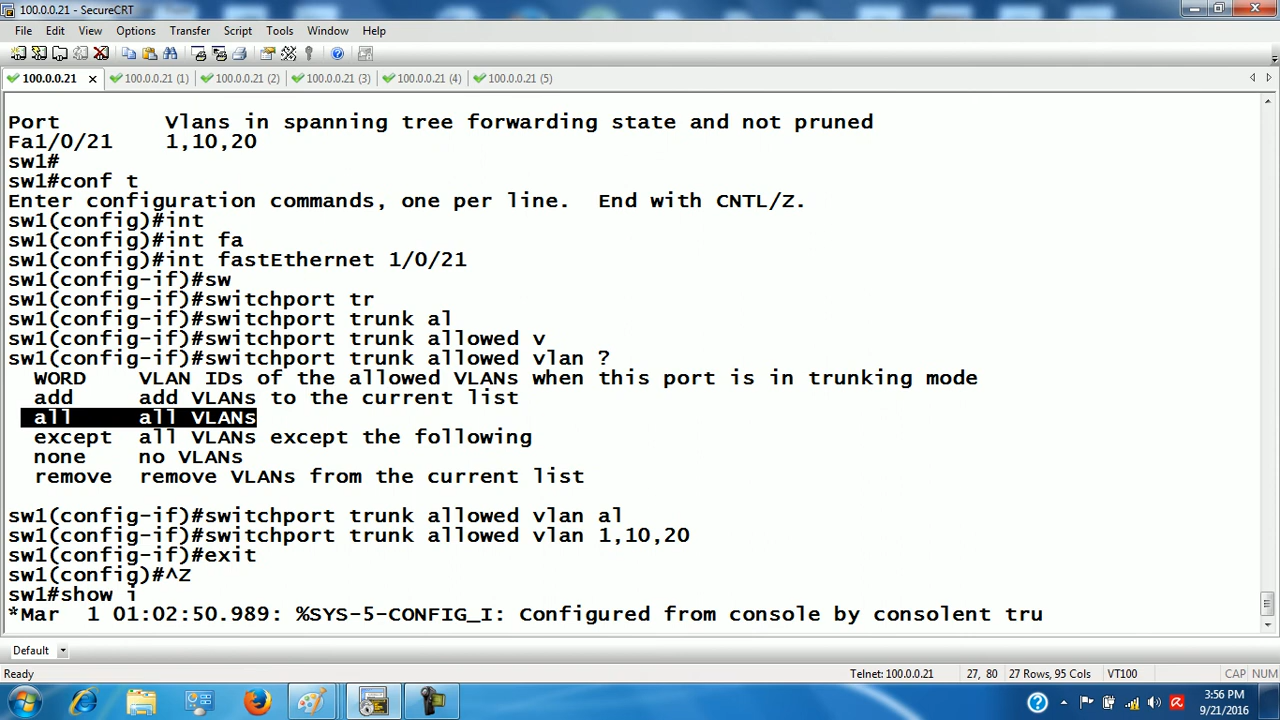 100.0.0.21 - SecureCRT
File Edit View Options Transfer Script Tools Window Help
100.0.0.21 100.0.0.21 (1) 100.0.0.21 (2) 100.0.0.21 (3) 100.0.0.21 (4) 100.0.0.21 (5)
Port Vlans in spanning tree forwarding state and not pruned
Fa1/0/21 1,10,20
sw1#
sw1#conf t
Enter configuration commands, one per line. End with CNTL/Z.
sw1(config)#int
sw1(config)#int fa
sw1(config)#int fastEthernet 1/0/21
sw1(config-if)#sw
sw1(config-if)#switchport tr
sw1(config-if)#switchport trunk al
sw1(config-if)#switchport trunk allowed v
sw1(config-if)#switchport trunk allowed vlan ?
WORD VLAN IDs of the allowed VLANs when this port is in trunking mode
add add VLANs to the current list
all all VLANs
except all VLANs except the following
none no VLANs
remove remove VLANs from the current list
sw1(config-if)#switchport trunk allowed vlan al
sw1(config-if)#switchport trunk allowed vlan 1,10,20
sw1(config-if)#exit
sw1(config)#^Z
sw1#show i
*Mar 1 01:02:50.989: %SYS-5-CONFIG_I: Configured from console by consolent tru
Default
Ready Telnet: 100.0.0.21 27, 80 27 Rows, 95 Cols VT100 CAP NUM
3:56 PM
9/21/2016